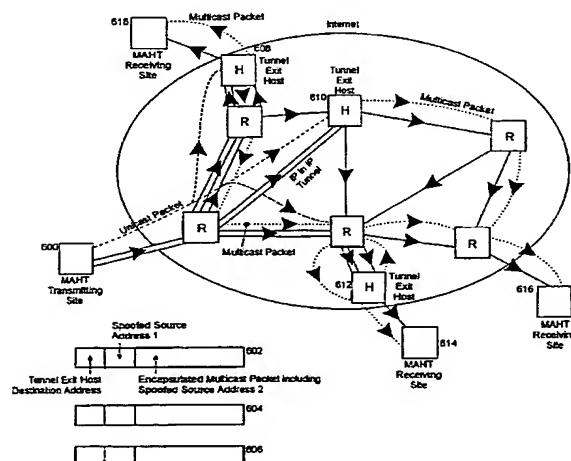 618
Multicast Packet
Internet
MAHT
Receiving
Site
H
608
Tunnel
Exit
Host
Tunnel
Exit
Host
610
H
Multicast Packet
R
R
IP in IP
Tunnel
Unicast Packet
600
R
R
R
Multicast Packet
MAHT
Transmitting
Site
612
H
Tunnel
Exit
Host
616
MAHT
Receiving
Site
614
MAHT
Receiving
Site
Spoofed Source
Address 1
602
Tunnel Exit Host
Destination Address
Encapsulated Multicast Packet including
Spoofed Source Address 2
604
606